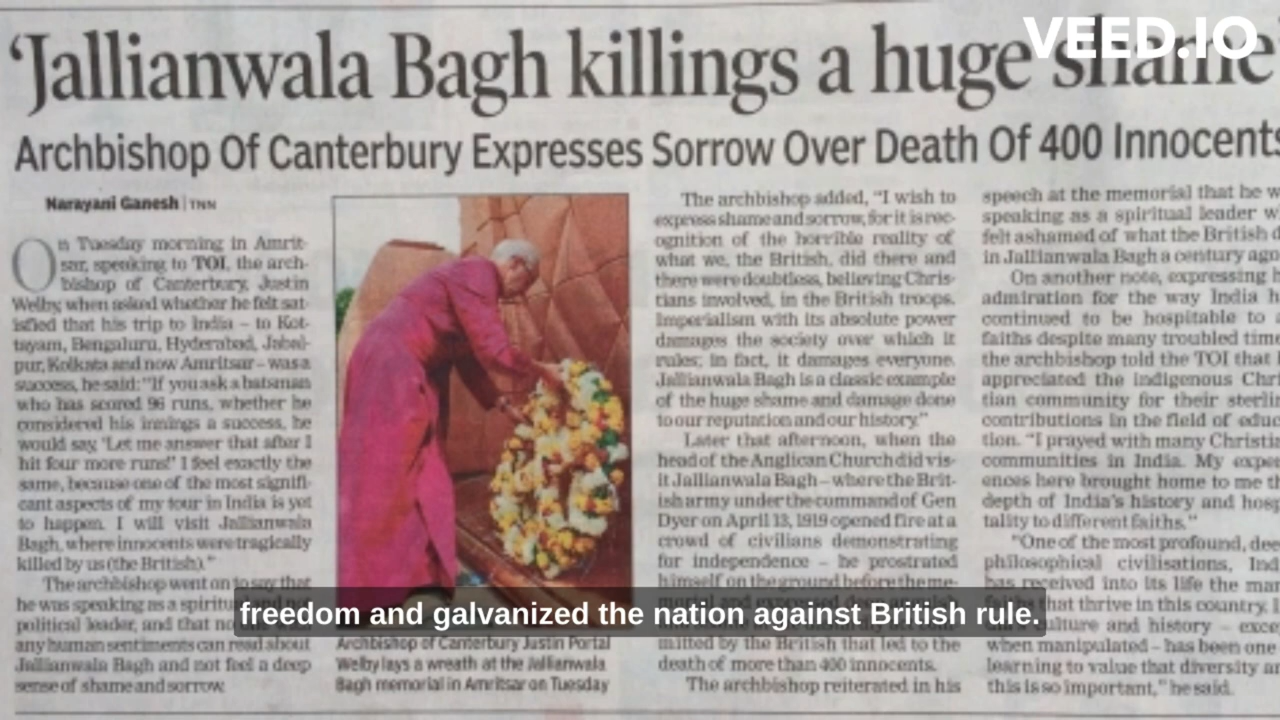 VEED.IO
'Jallianwala Bagh killings a huge shame'
Archbishop Of Canterbury Expresses Sorrow Over Death Of 400 Innocents
Narayani Ganesh | TNN
On Tuesday morning in Amrit-
sar, speaking to TOI, the arch-
bishop of Canterbury, Justin
Welby, when asked whether he felt sat-
isfied that his trip to India – to Kot-
tayam, Bengaluru, Hyderabad, Jabal-
pur, Kolkata and now Amritsar – was a
success, he said: "If you ask a batsman
who has scored 96 runs, whether he
considered his innings a success, he
would say, 'Let me answer that after I
hit four more runs!' I feel exactly the
same, because one of the most signifi-
cant aspects of my tour in India is yet
to happen. I will visit Jallianwala
Bagh, where innocents were tragically
killed by us (the British)."
The archbishop went on to say that
he was speaking as a
political leader, and that
any human sentiments can read about
Jallianwala Bagh and not feel a deep
sense of shame and sorrow.
Archbishop of Canterbury Justin Portal
Welby lays a wreath at the Jallianwala
Bagh memorial in Amritsar on Tuesday
The archbishop added, "I wish to
express shame and sorrow, for it is rec-
ognition of the horrible reality of
what we, the British, did there and
there were doubtless, believing Chris-
tians involved, in the British troops.
Imperialism with its absolute power
damages the society over which it
rules; in fact, it damages everyone.
Jallianwala Bagh is a classic example
of the huge shame and damage done
to our reputation and our history."
Later that afternoon, when the
head of the Anglican Church did vis-
it Jallianwala Bagh – where the Brit-
ish army under the command of Gen
Dyer on April 13, 1919 opened fire at a
crowd of civilians demonstrating
for independence – he prostrated
himself on the ground before the me-
mitted by the British that led to the
death of more than 400 innocents.
The archbishop reiterated in his
speech at the memorial that he
speaking as a spiritual leader
felt ashamed of what the British
in Jallianwala Bagh a century ago
On another note, expressing
admiration for the way India
continued to be hospitable to
faiths despite many troubled
the archbishop told the TOI that
appreciated the indigenous
tian community for their
contributions in the field of
tion. "I prayed with many
communities in India. My
ences here brought home to me
depth of India's history and
tality to different faiths."
"One of the most profound,
philosophical civilisations,
has received into its life the
that thrive in this country.
culture and history –
when manipulated – has been one
learning to value that diversity
this is so important," he said.
freedom and galvanized the nation against British rule.